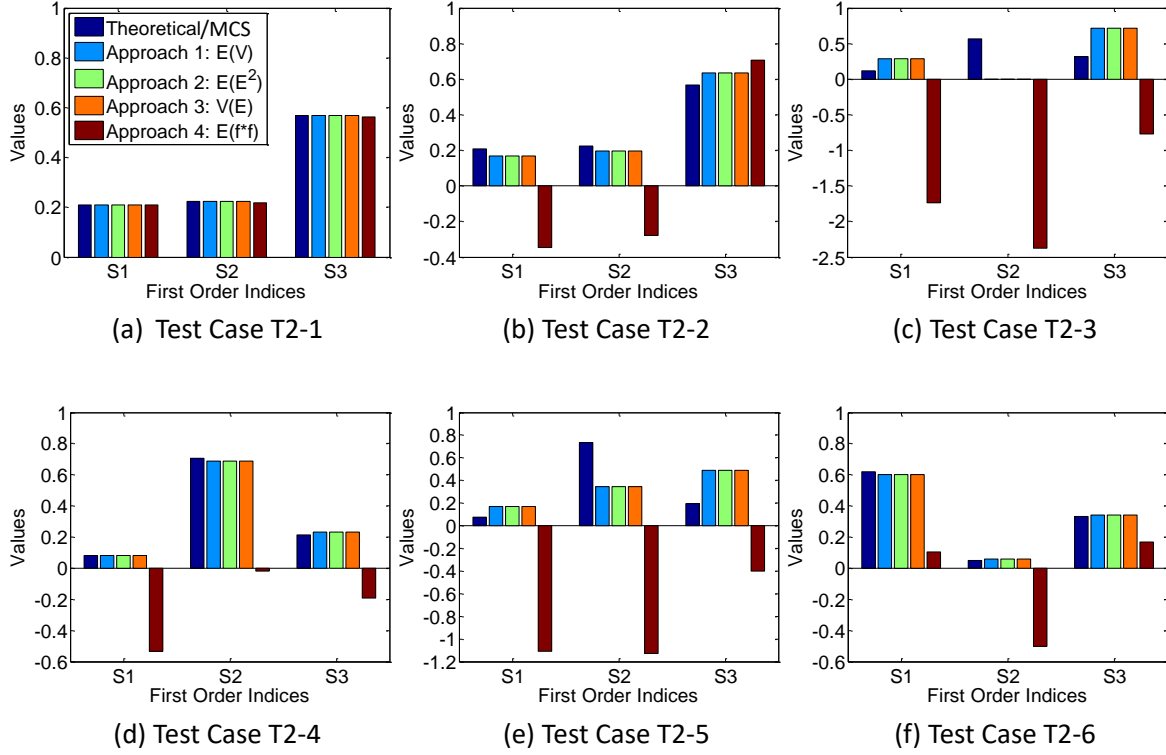 Theoretical/MCS
Approach 1: E(V)
Approach 2: E(E²)
Approach 3: V(E)
Approach 4: E(f*f)
Values
1
0.8
0.6
0.4
0.2
0
S1 S2 S3
First Order Indices
(a) Test Case T2-1
Values
1
0.8
0.6
0.4
0.2
0
-0.2
-0.4
S1 S2 S3
First Order Indices
(b) Test Case T2-2
Values
1
0.5
0
-0.5
-1
-1.5
-2
-2.5
S1 S2 S3
First Order Indices
(c) Test Case T2-3
Values
1
0.8
0.6
0.4
0.2
0
-0.2
-0.4
-0.6
S1 S2 S3
First Order Indices
(d) Test Case T2-4
Values
1
0.8
0.6
0.4
0.2
0
-0.2
-0.4
-0.6
-0.8
-1
-1.2
S1 S2 S3
First Order Indices
(e) Test Case T2-5
Values
1
0.8
0.6
0.4
0.2
0
-0.2
-0.4
-0.6
S1 S2 S3
First Order Indices
(f) Test Case T2-6